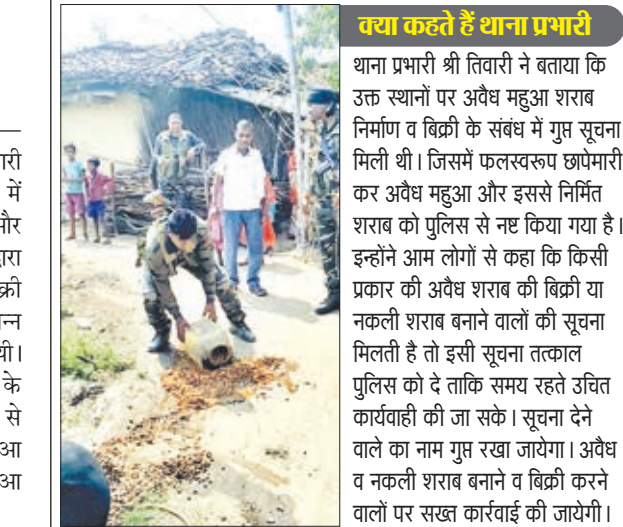 क्या कहते हैं थाना प्रभारी
थाना प्रभारी श्री तिवारी ने बताया कि
उक्त स्थानों पर अवैध महुआ शराब
निर्माण व बिक्री के संबंध में गुप्त सूचना
मिली थी। जिसमें फलस्वरूप छापेमारी
कर अवैध महुआ और इससे निर्मित
शराब को पुलिस से नष्ट किया गया है।
इन्होंने आम लोगों से कहा कि किसी
प्रकार की अवैध शराब की बिक्री या
नकली शराब बनाने वालों की सूचना
मिलती है तो इसी सूचना तत्काल
पुलिस को दे ताकि समय रहते उचित
कार्यवाही की जा सके। सूचना देने
वाले का नाम गुप्त रखा जायेगा। अवैध
व नकली शराब बनाने व बिक्री करने
वालों पर सख्त कार्रवाई की जायेगी।
में
के
से